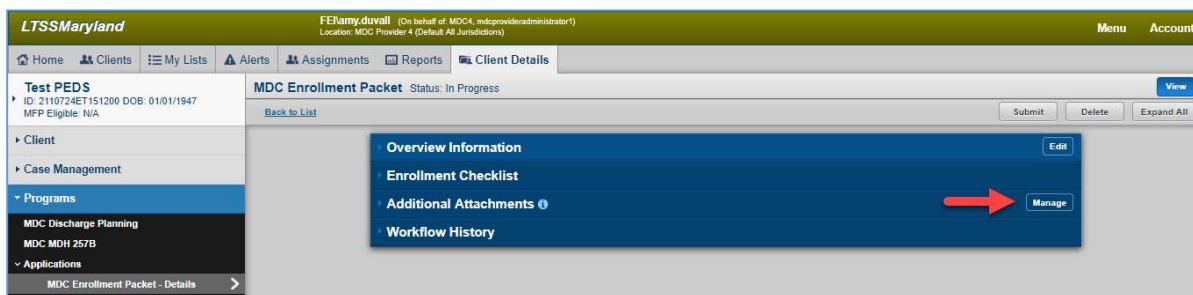 LTSSMaryland
FEI\amy.duvall (On behalf of: MDC4, mdcprovideradministrator1)
Location: MDC Provider 4 (Default All Jurisdictions)
Menu Account
Home Clients My Lists Alerts Assignments Reports Client Details
Test PEDS
ID: 2110724ET151200 DOB: 01/01/1947
MFP Eligible: N/A
MDC Enrollment Packet Status: In Progress
View
Back to List
Submit Delete Expand All
Client
Case Management
Programs
MDC Discharge Planning
MDC MDH 257B
Applications
MDC Enrollment Packet - Details
Overview Information Edit
Enrollment Checklist
Additional Attachments Manage
Workflow History